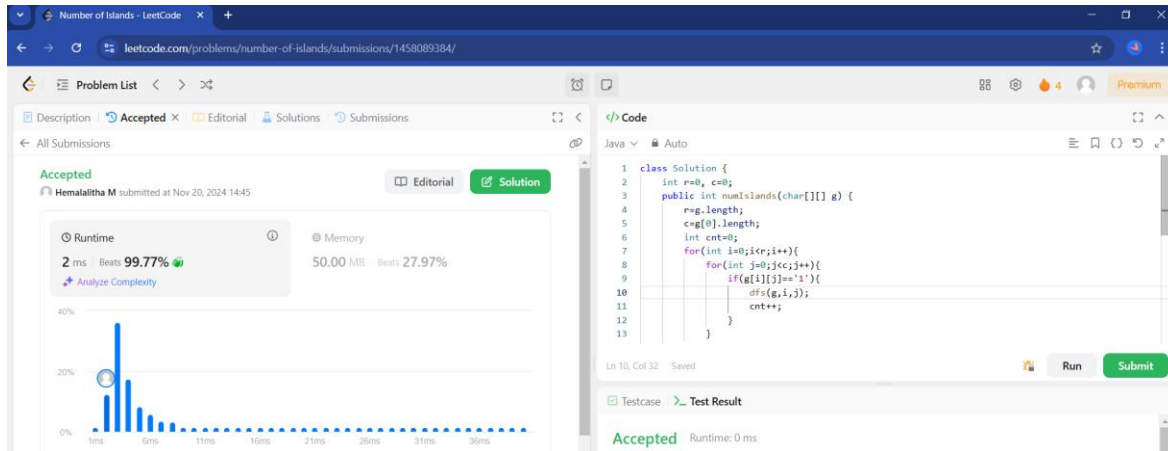 Number of Islands - LeetCode
leetcode.com/problems/number-of-islands/submissions/1458089384/
Problem List
4
Premium
Description
Accepted
Editorial
Solutions
Submissions
All Submissions
Accepted
Hemalalitha M submitted at Nov 20, 2024 14:45
Editorial
Solution
Runtime
2 ms Beats 99.77%
Analyze Complexity
Memory
50.00 MB Beats 27.97%
40%
20%
0%
1ms 6ms 11ms 16ms 21ms 26ms 31ms 36ms
</> Code
Java Auto
1 class Solution {
2 int r=0, c=0;
3 public int numIslands(char[][] g) {
4 r=g.length;
5 c=g[0].length;
6 int cnt=0;
7 for(int i=0;i<r;i++){
8 for(int j=0;j<c;j++){
9 if(g[i][j]=='1'){
10 dfs(g,i,j);
11 cnt++;
12 }
13 }
Ln 10, Col 32 Saved
Run
Submit
Testcase
Test Result
Accepted Runtime: 0 ms